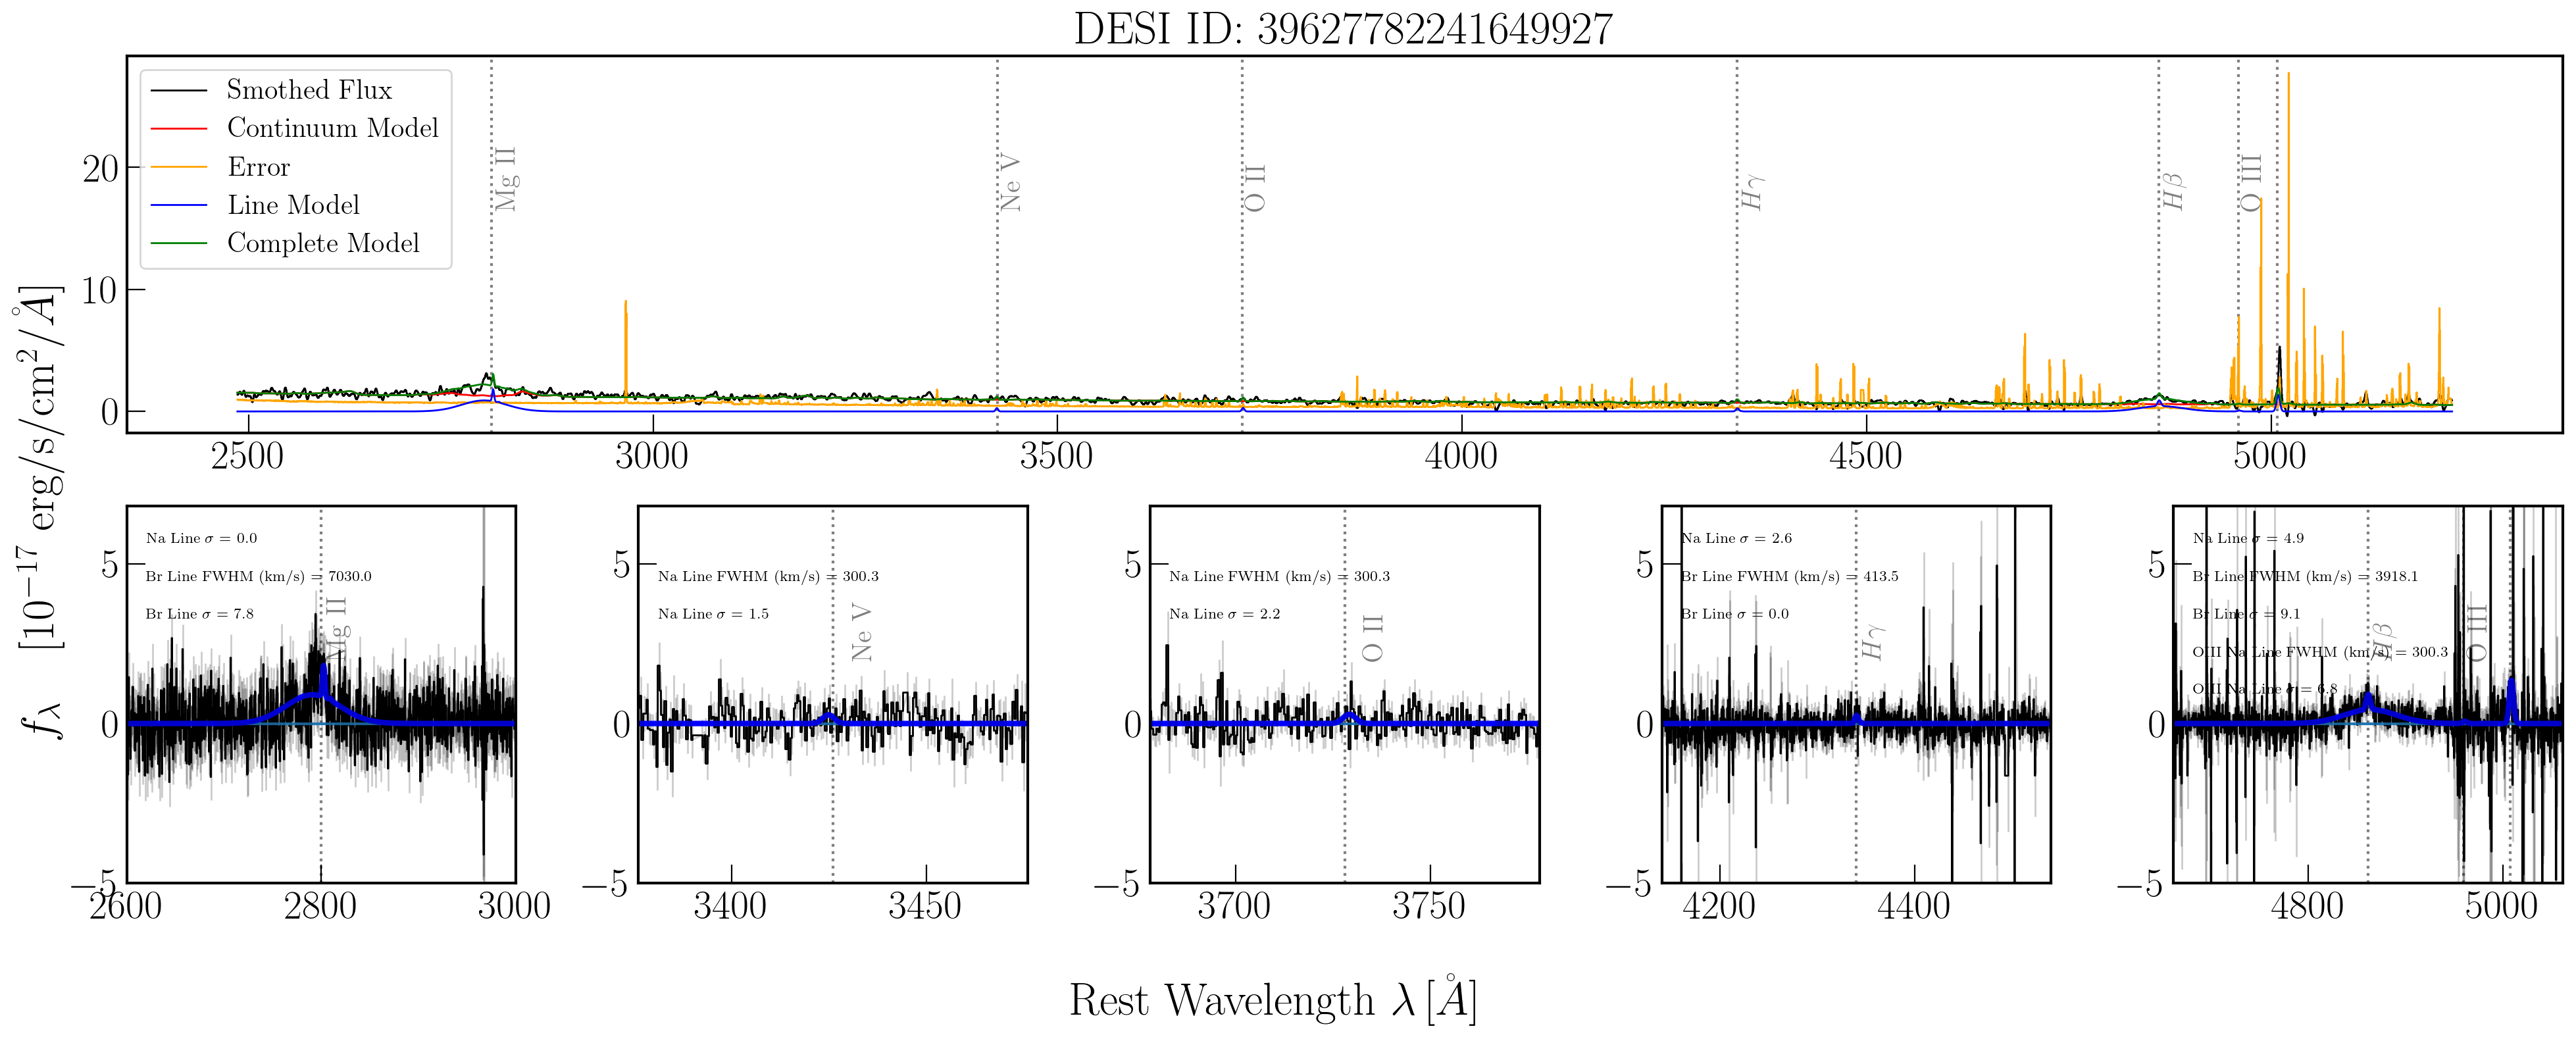 DESI ID: 39627782241649927
Smothed Flux
Continuum Model
Error
Line Model
Complete Model
Mg II
Ne V
O II
Hγ
Hβ
O III
20
10
0
2500 3000 3500 4000 4500 5000
f_λ [10^−17 erg/s/cm^2/Å]
Na Line σ = 0.0
Br Line FWHM (km/s) = 7030.0
Br Line σ = 7.8
Mg II
5
0
−5
2600 2800 3000
Na Line FWHM (km/s) = 300.3
Na Line σ = 1.5
Ne V
5
0
−5
3400 3450
Na Line FWHM (km/s) = 300.3
Na Line σ = 2.2
O II
5
0
−5
3700 3750
Na Line σ = 2.6
Br Line FWHM (km/s) = 413.5
Br Line σ = 0.0
Hγ
5
0
−5
4200 4400
Na Line σ = 4.9
Br Line FWHM (km/s) = 3918.1
Br Line σ = 9.1
OIII Na Line FWHM (km/s) = 300.3
OIII Na Line σ = 6.8
Hβ
O III
5
0
−5
4800 5000
Rest Wavelength λ [Å]